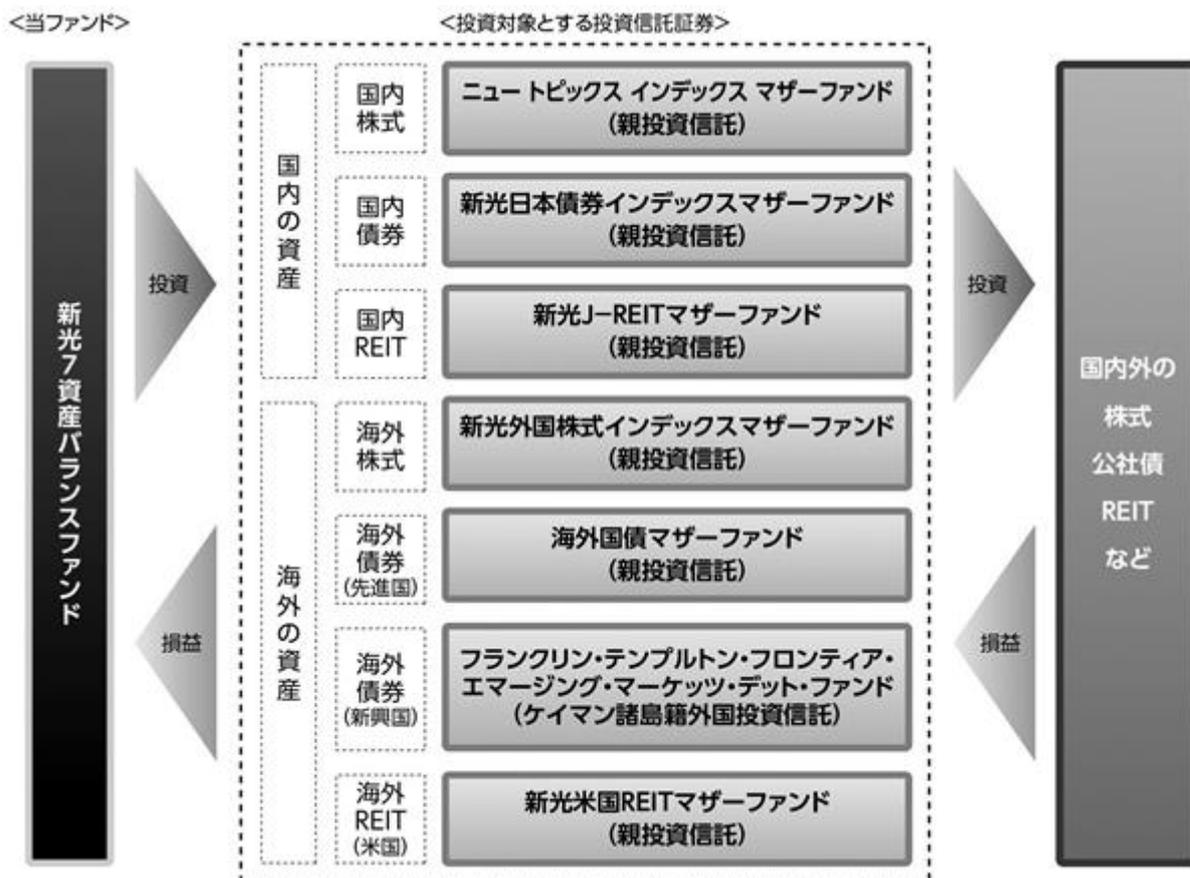 <当ファンド>
<投資対象とする投資信託証券>
新光7資産バランスファンド
投資
損益
国内の資産
国内
株式
ニュー トピックス インデックス マザーファンド
(親投資信託)
国内
債券
新光日本債券インデックスマザーファンド
(親投資信託)
国内
REIT
新光J-REITマザーファンド
(親投資信託)
海外の資産
海外
株式
新光外国株式インデックスマザーファンド
(親投資信託)
海外
債券
(先進国)
海外国債マザーファンド
(親投資信託)
海外
債券
(新興国)
フランクリン・テンプルトン・フロンティア・
エマージング・マーケッツ・デット・ファンド
(ケイマン諸島籍外国投資信託)
海外
REIT
(米国)
新光米国REITマザーファンド
(親投資信託)
投資
損益
国内外の
株式
公社債
REIT
など